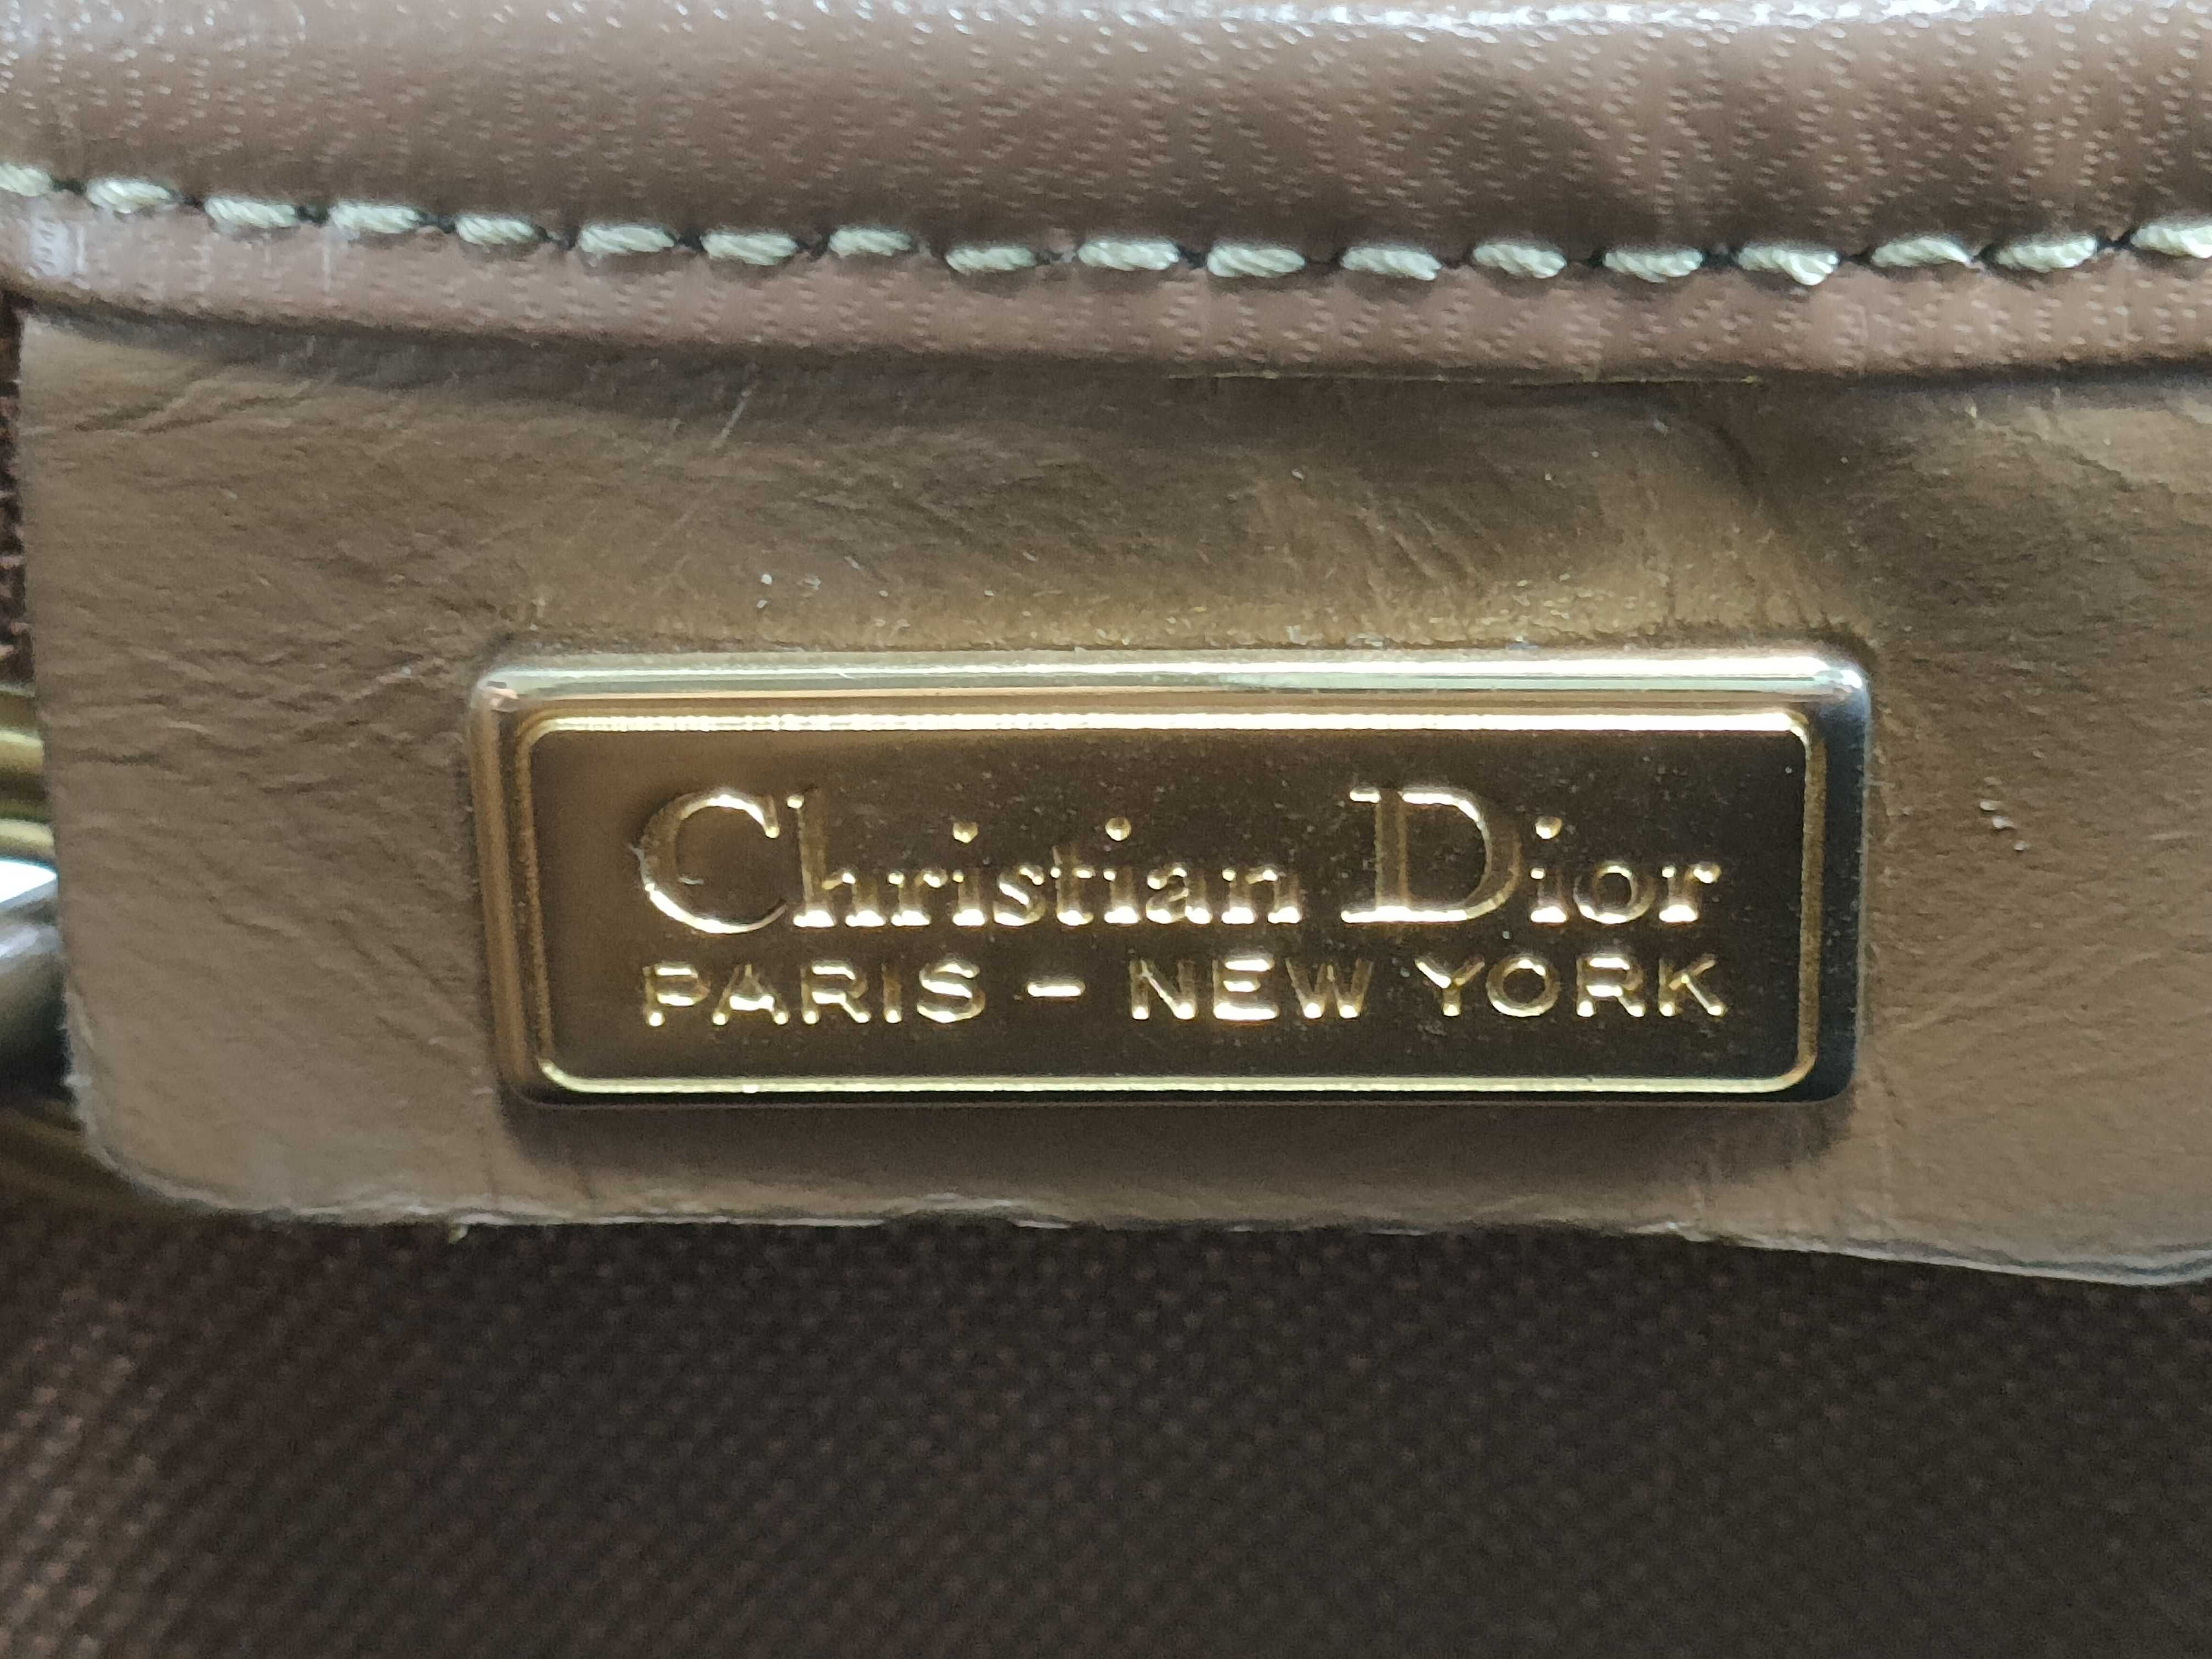 Christian Dior
PARIS - NEW YORK